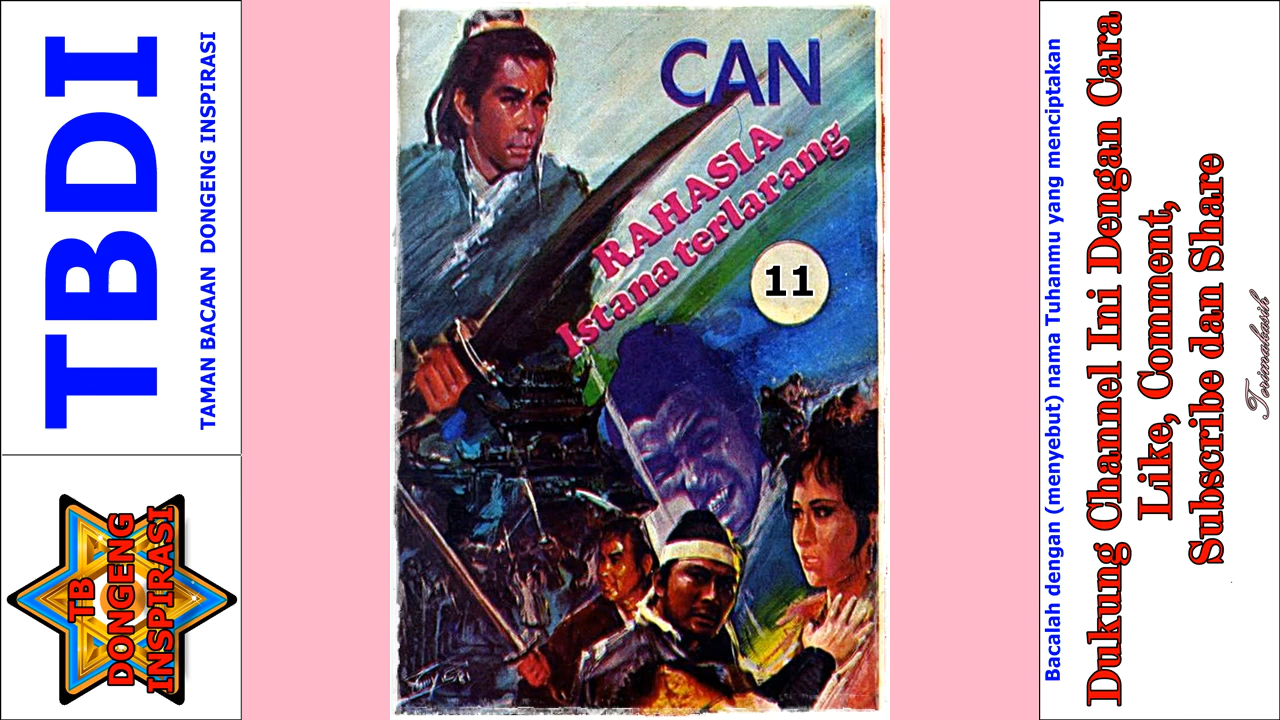 TBDI
TAMAN BACAAN DONGENG INSPIRASI
TB
DONGENG
INSPIRASI
CAN
RAHASIA
Istana terlarang
11
Bacalah dengan (menyebut) nama Tuhanmu yang menciptakan
Dukung Channel Ini Dengan Cara
Like, Comment,
Subscribe dan Share
Trimakasih